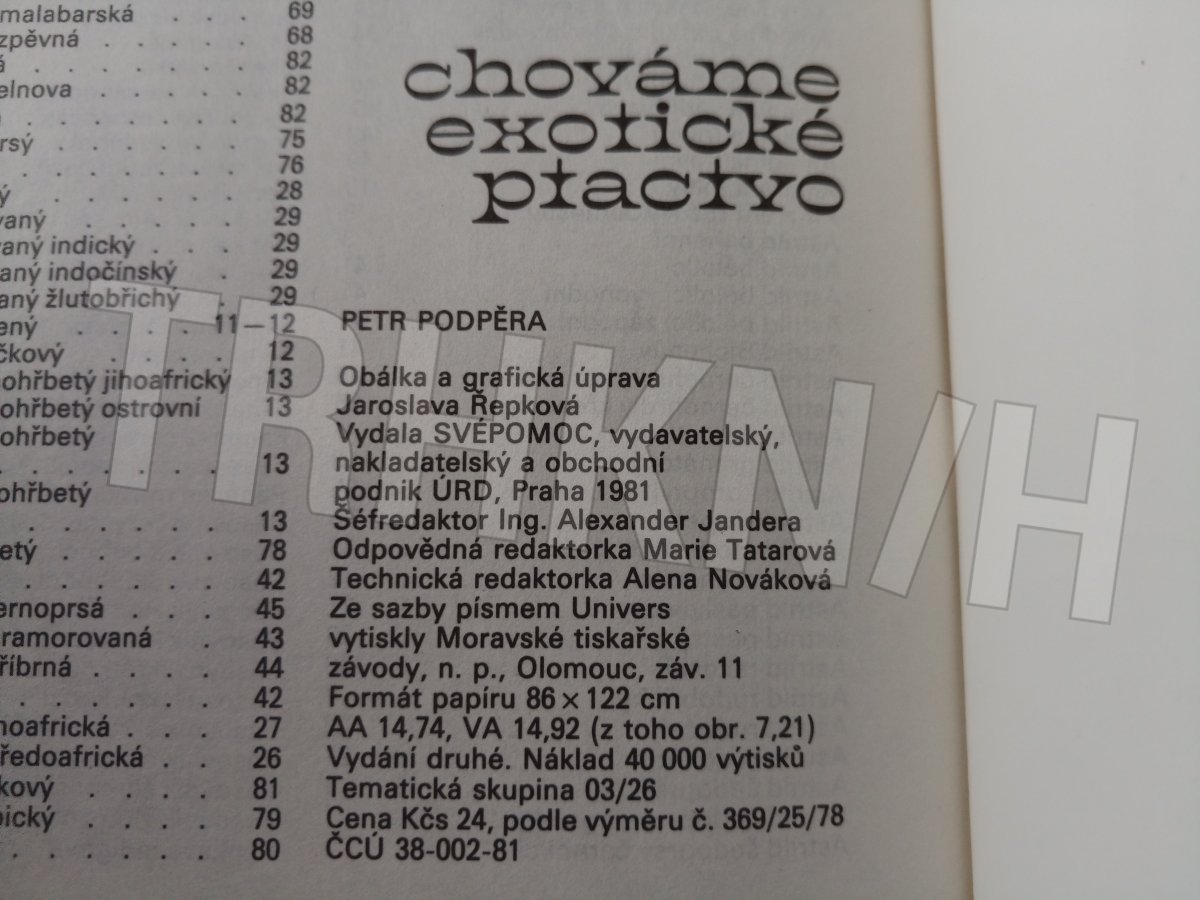 malabarská . . . 69
zpěvná . . . . . 68
á . . . . . . . 82
elnova . . . . . 82
. . . . . . . 82
rsý . . . . . . 75
. . . . . . . 76
ý . . . . . . . 28
vaný . . . . . . 29
vaný indický . . . 29
aný indočínský . 29
aný žlutobřichý . 29
ený . . . . . 11—12
čkový . . . . . 12
ohřbetý jihoafrický 13
ohřbetý ostrovní 13
ohřbetý
. . . . . . . 13
ohřbetý
. . . . . . . 13
etý . . . . . . 78
. . . . . . . 42
ernoprsá . . . 45
ramorovaná . 43
říbrná . . . . 44
. . . . . . . 42
hoafrická . . . 27
ředoafrická . . 26
kový . . . . 81
pický . . . . 79
. . . . . . . 80
chováme
exotické
ptactvo
PETR PODPĚRA
Obálka a grafická úprava
Jaroslava Řepková
Vydala SVÉPOMOC, vydavatelský,
nakladatelský a obchodní
podnik ÚRD, Praha 1981
Šéfredaktor Ing. Alexander Jandera
Odpovědná redaktorka Marie Tatarová
Technická redaktorka Alena Nováková
Ze sazby písmem Univers
vytiskly Moravské tiskařské
závody, n. p., Olomouc, záv. 11
Formát papíru 86 × 122 cm
AA 14,74, VA 14,92 (z toho obr. 7,21)
Vydání druhé. Náklad 40 000 výtisků
Tematická skupina 03/26
Cena Kčs 24, podle výměru č. 369/25/78
ČCÚ 38-002-81
TRHKN/H